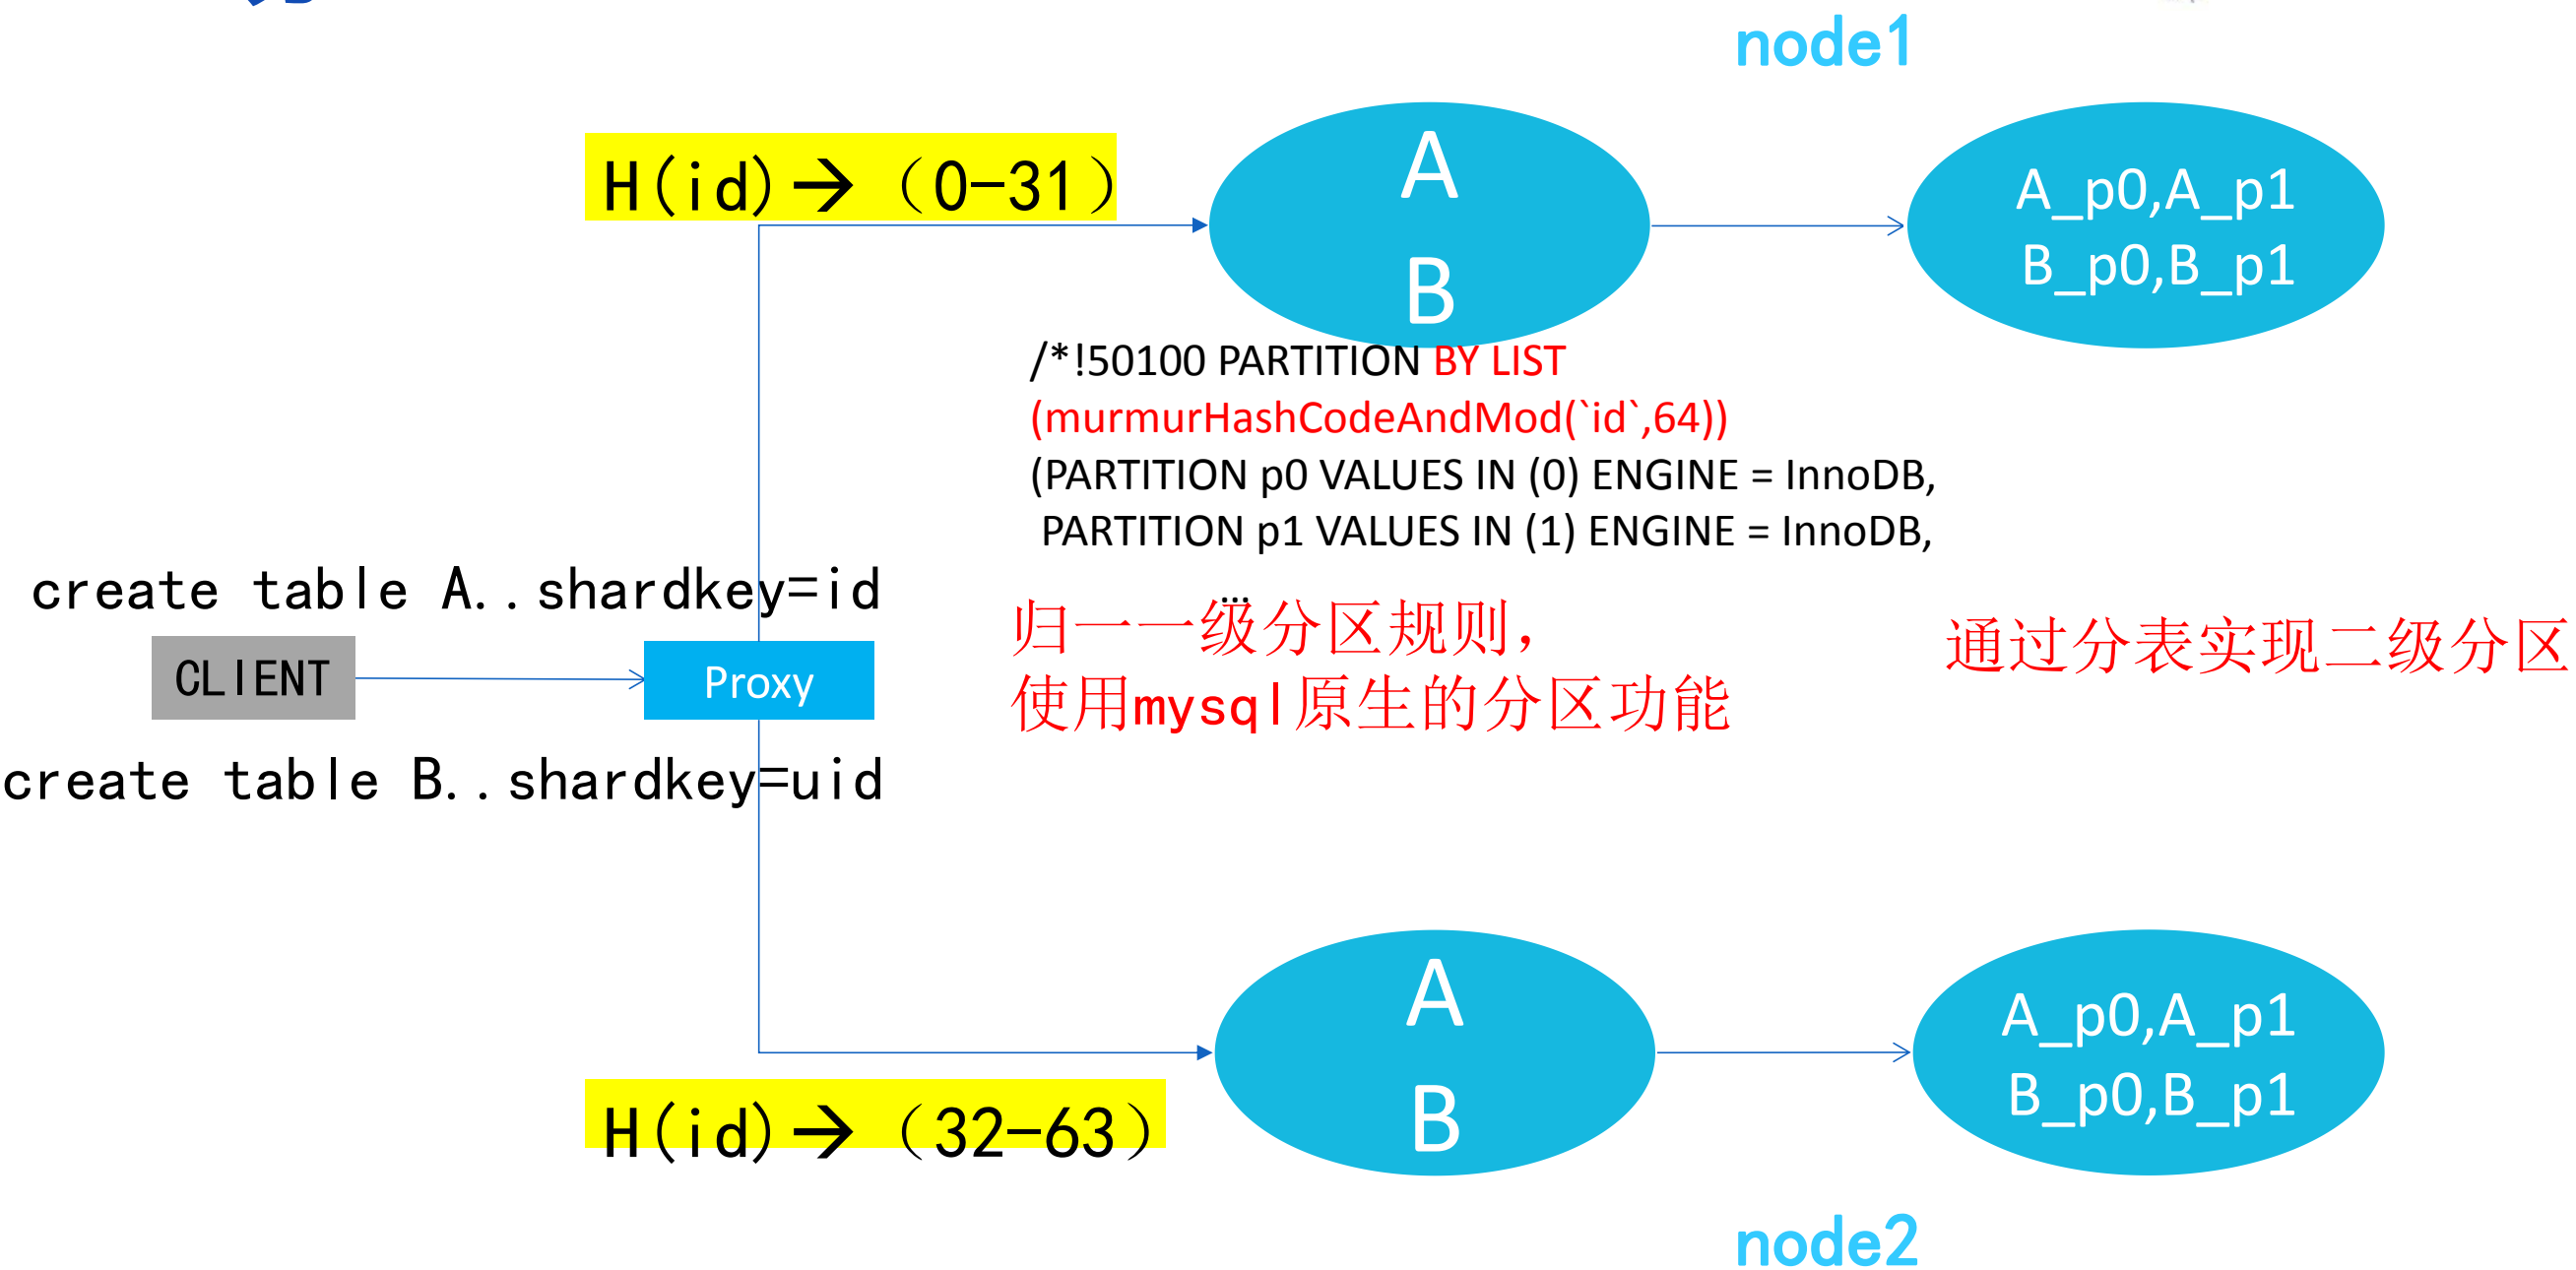 node1
H(id)→（0-31）
A
B
A_p0,A_p1
B_p0,B_p1
/*!50100 PARTITION BY LIST
(murmurHashCodeAndMod(`id`,64))
(PARTITION p0 VALUES IN (0) ENGINE = InnoDB,
PARTITION p1 VALUES IN (1) ENGINE = InnoDB,
...
create table A..shardkey=id
CLIENT
Proxy
create table B..shardkey=uid
归一一级分区规则，
使用mysql原生的分区功能
通过分表实现二级分区
A
B
A_p0,A_p1
B_p0,B_p1
H(id)→（32-63）
node2